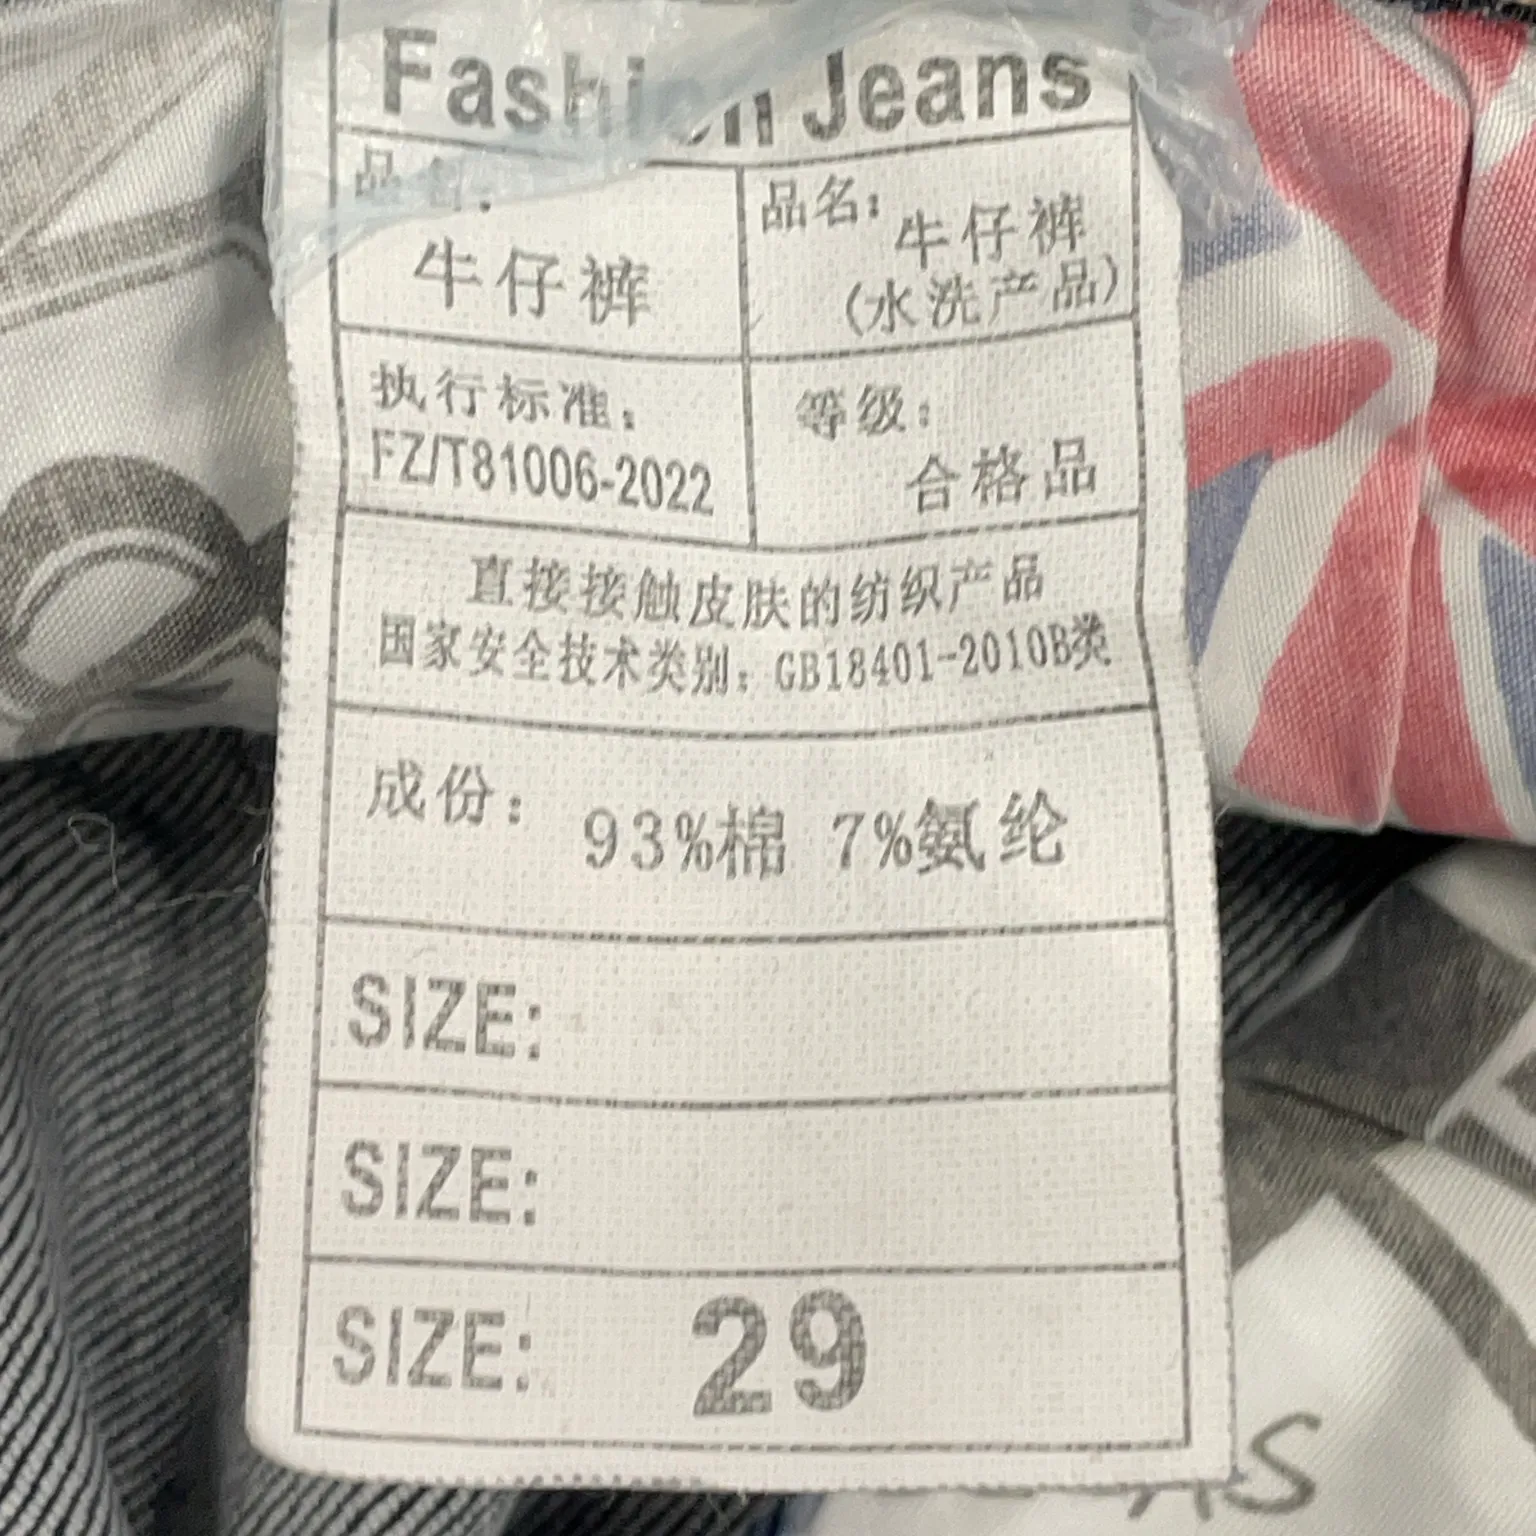 Fashion Jeans
品名:
牛仔裤
品名:
牛仔裤
(水洗产品)
执行标准:
FZ/T81006-2022
等级:
合格品
直接接触皮肤的纺织产品
国家安全技术类别: GB18401-2010B类
成份: 93%棉 7%氨纶
SIZE:
SIZE:
SIZE: 29